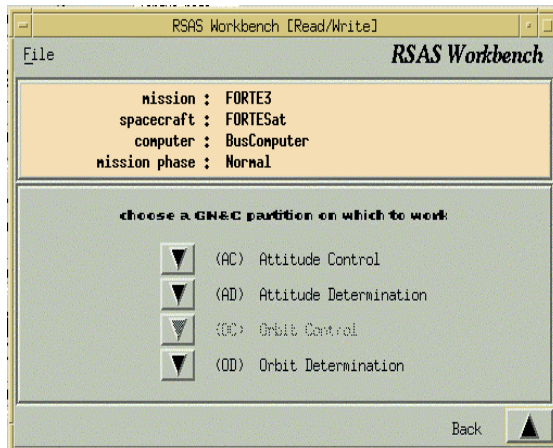 RSAS Workbench [Read/Write]
File RSAS Workbench
mission : FORTE3
spacecraft : FORTESat
computer : BusComputer
mission phase : Normal
choose a GN&C partition on which to work
(AC) Attitude Control
(AD) Attitude Determination
(OC) Orbit Control
(OD) Orbit Determination
Back